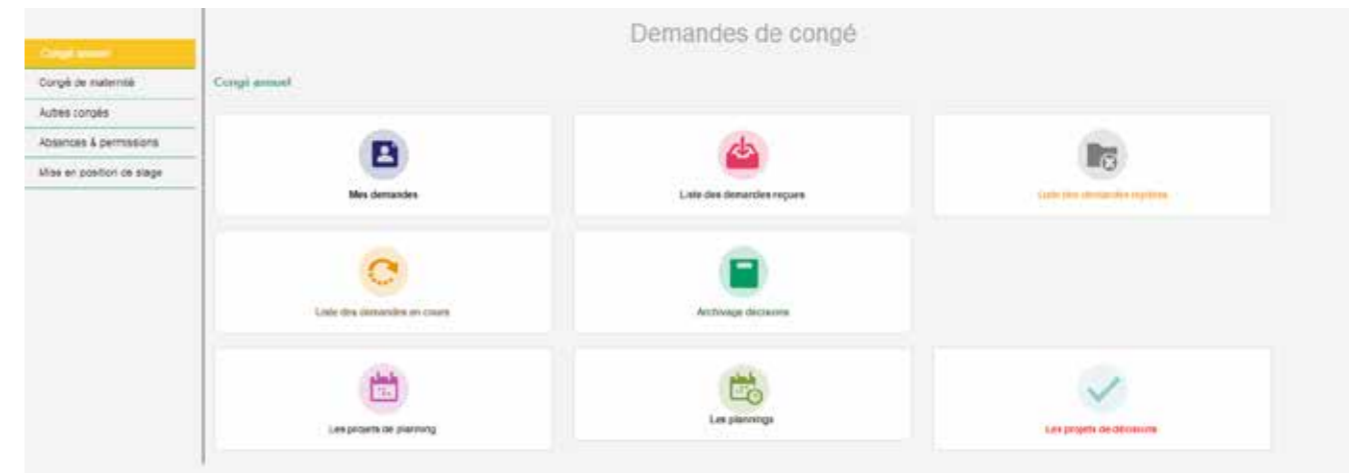 Demandes de congé
Congé annuel
Congé de maternité
Autres congés
Absences & permissions
Mise en position de stage
Congé annuel
Mes demandes
Liste des demandes reçues
Liste des demandes rejetées
Liste des demandes en cours
Archivage décisions
Les projets de planning
Les plannings
Les projets de décisions